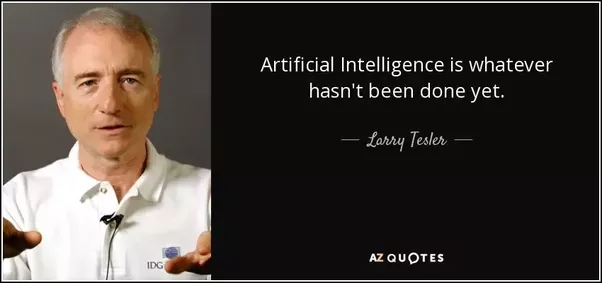 Artificial Intelligence is whatever
hasn't been done yet.
Larry Tesler
IDG
AZ QUOTES